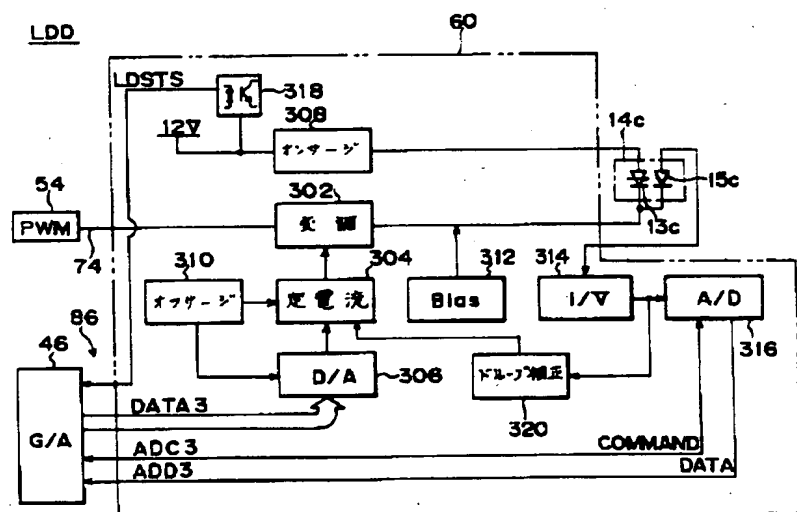 LDD
60
LDSTS
318
308
12V
オンサージ
14c
15c
13c
54
PWM
74
302
変調
310
オフサージ
304
定電流
312
Bias
314
I/V
A/D
316
86
46
G/A
D/A
306
ドループ補正
320
DATA3
ADC3
COMMAND
ADD3
DATA